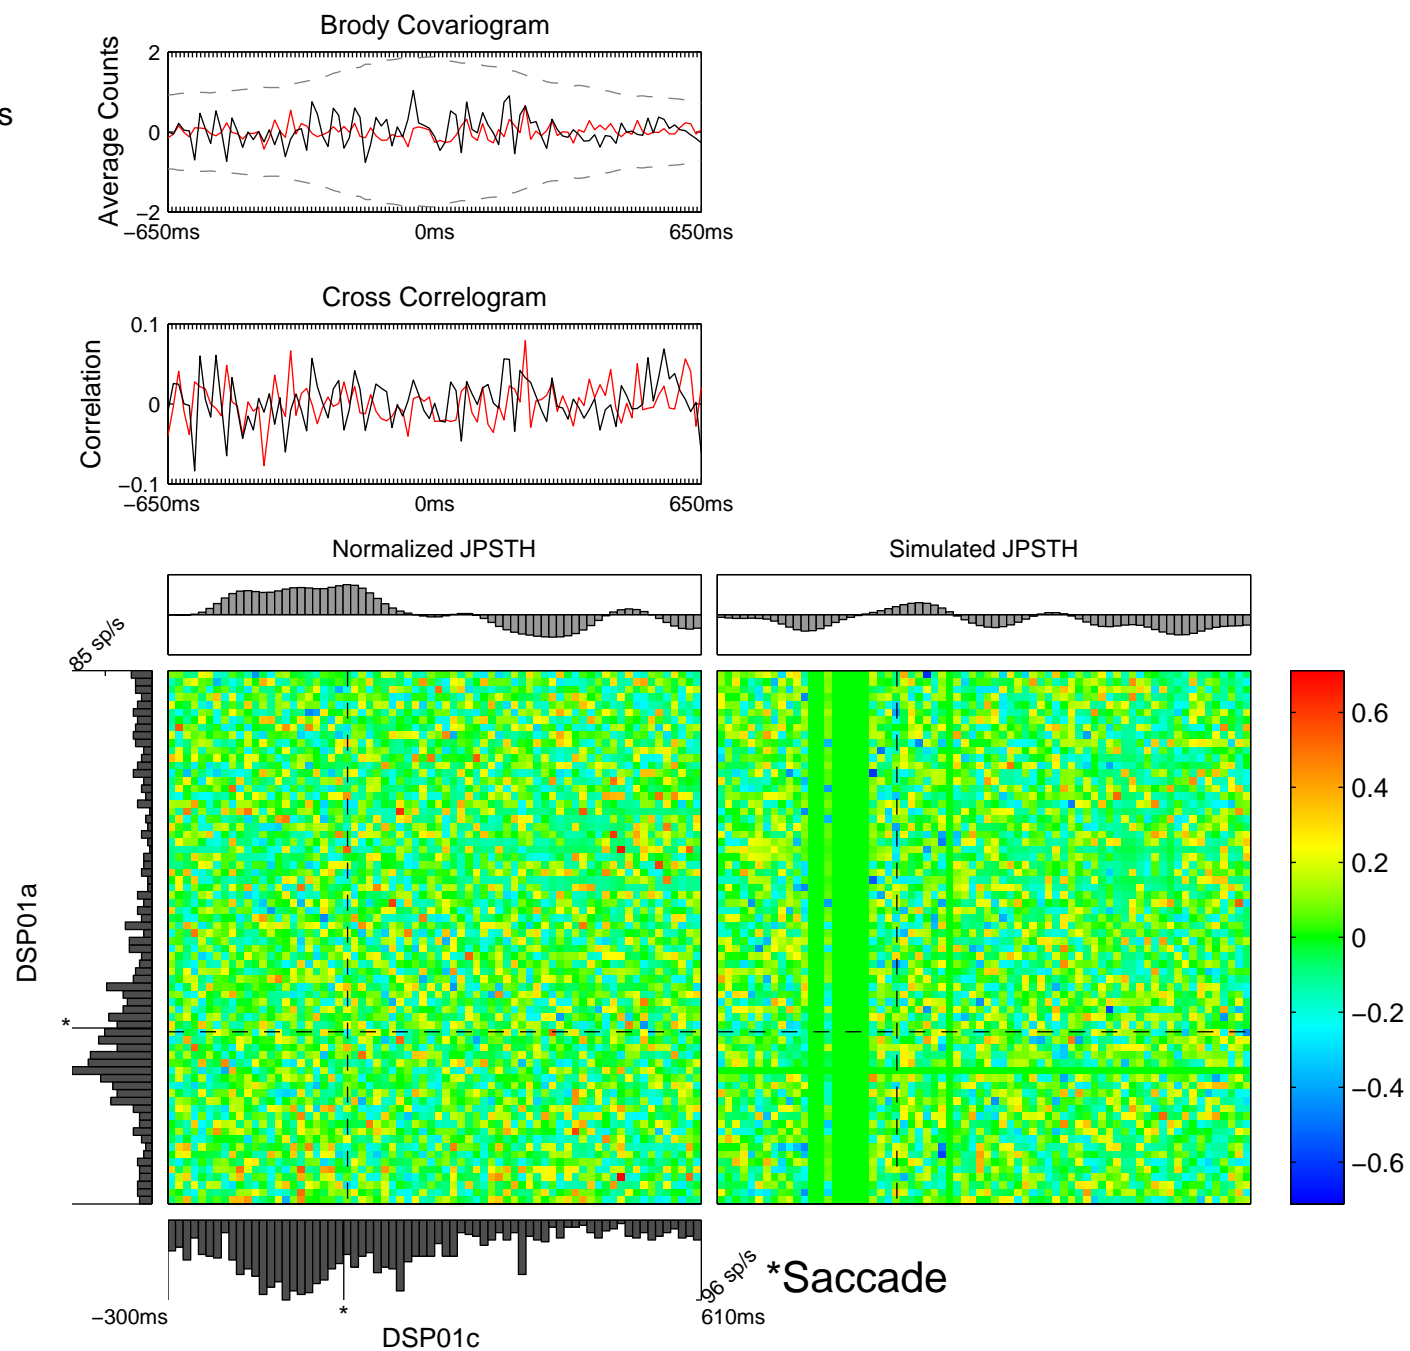 Brody Covariogram
s
Average Counts
2
0
−2
−650ms
0ms
650ms
Cross Correlogram
Correlation
0.1
0
−0.1
−650ms
0ms
650ms
Normalized JPSTH
Simulated JPSTH
85 sp/s
DSP01a
*
0.6
0.4
0.2
0
−0.2
−0.4
−0.6
96 sp/s
*Saccade
*
−300ms
610ms
DSP01c